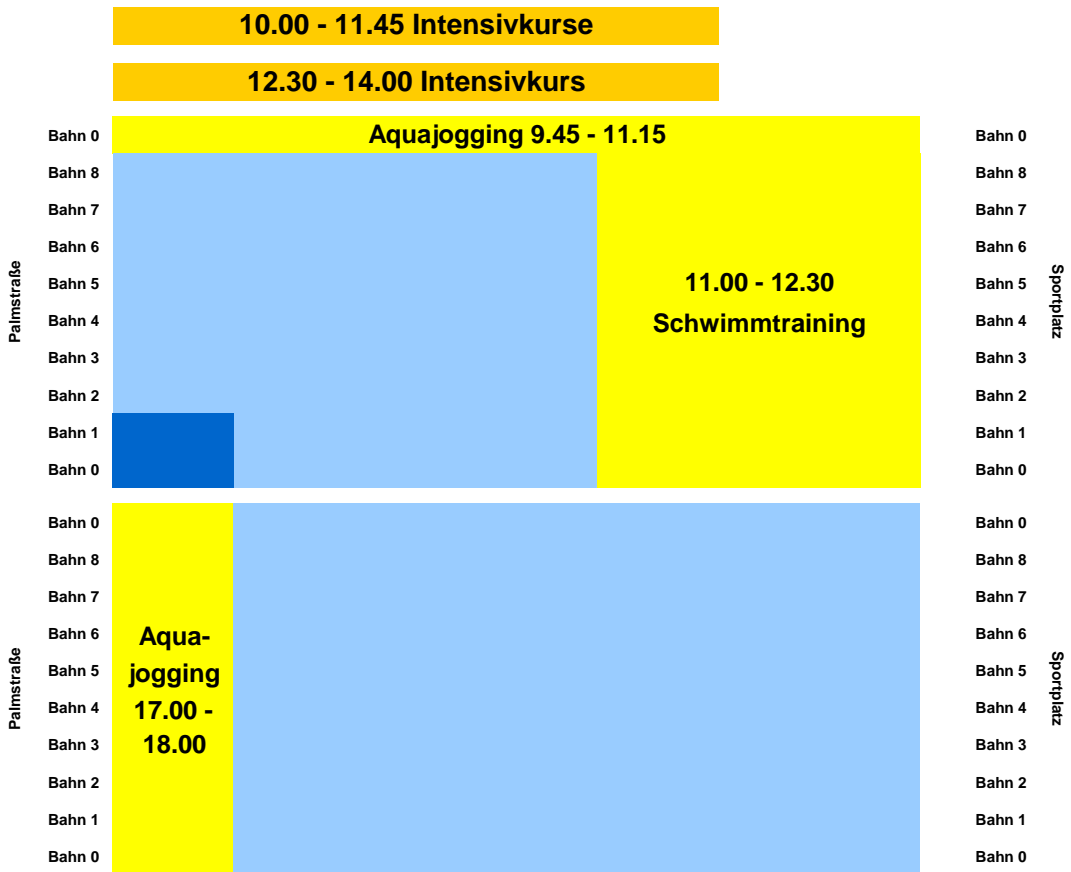 10.00 - 11.45 Intensivkurse
12.30 - 14.00 Intensivkurs
Bahn 0 Aquajogging 9.45 - 11.15 Bahn 0
Bahn 8 Bahn 8
Bahn 7 Bahn 7
Bahn 6 Bahn 6
Palmstraße
Bahn 5 11.00 - 12.30 Bahn 5
Sportplatz
Bahn 4 Schwimmtraining Bahn 4
Bahn 3 Bahn 3
Bahn 2 Bahn 2
Bahn 1 Bahn 1
Bahn 0 Bahn 0
Bahn 0 Bahn 0
Bahn 8 Bahn 8
Bahn 7 Bahn 7
Bahn 6 Aqua- Bahn 6
Palmstraße
Bahn 5 jogging Bahn 5
Sportplatz
Bahn 4 17.00 - Bahn 4
Bahn 3 18.00 Bahn 3
Bahn 2 Bahn 2
Bahn 1 Bahn 1
Bahn 0 Bahn 0